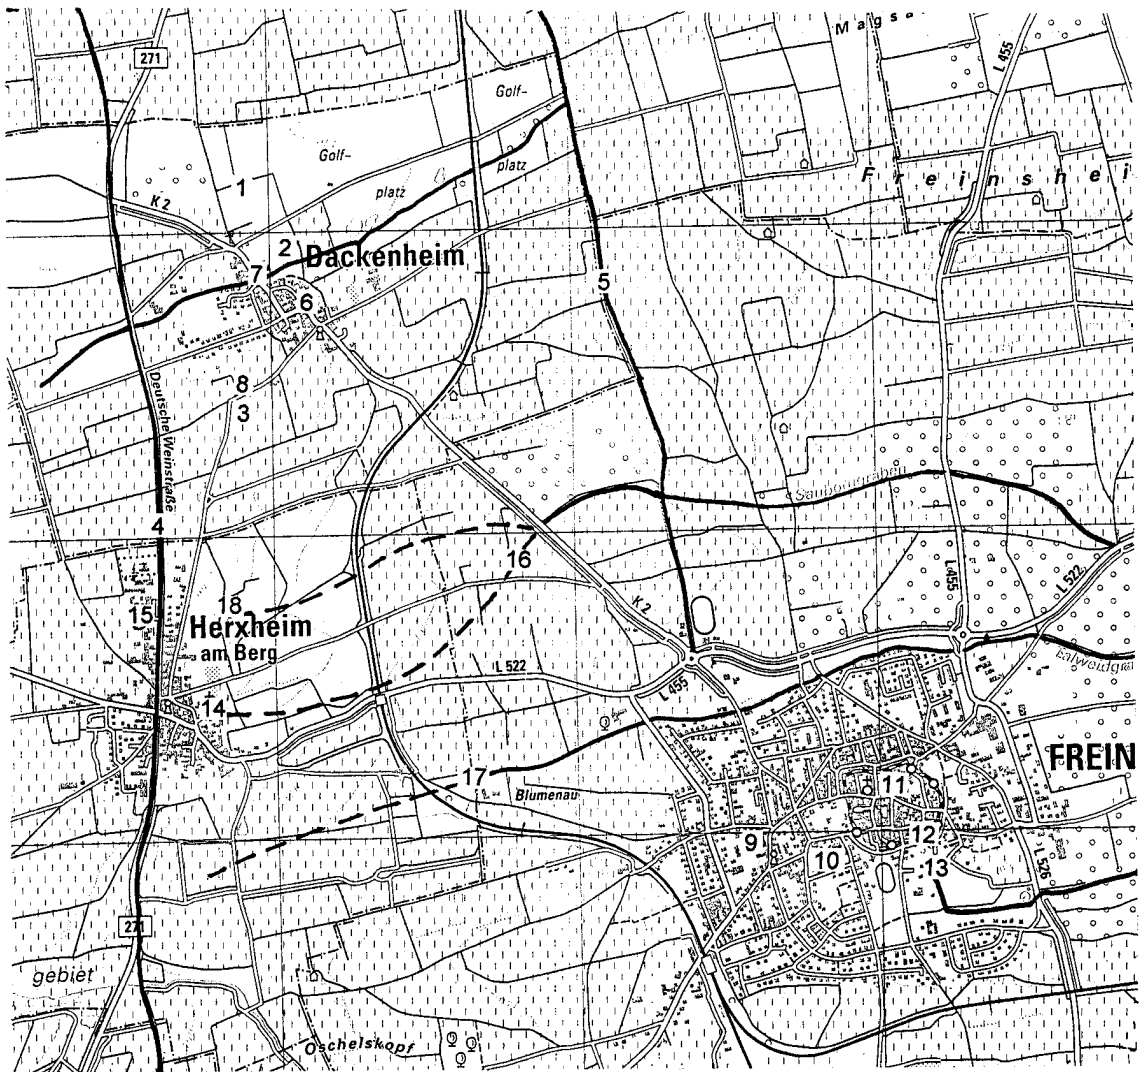 Magsa
271
L 455
Golf-
Golf-
platz
platz
1
Freinshei
K 2
2
Dackenheim
7
5
6
8
3
Deutsche Weinstraße
4
16
L 455
L 522
18
15
K 2
Herxheim
am Berg
L 522
14
L 455
17
FREIN
11
Blumenau
9
12
10
13
L 526
271
gebiet
Oschelskopf